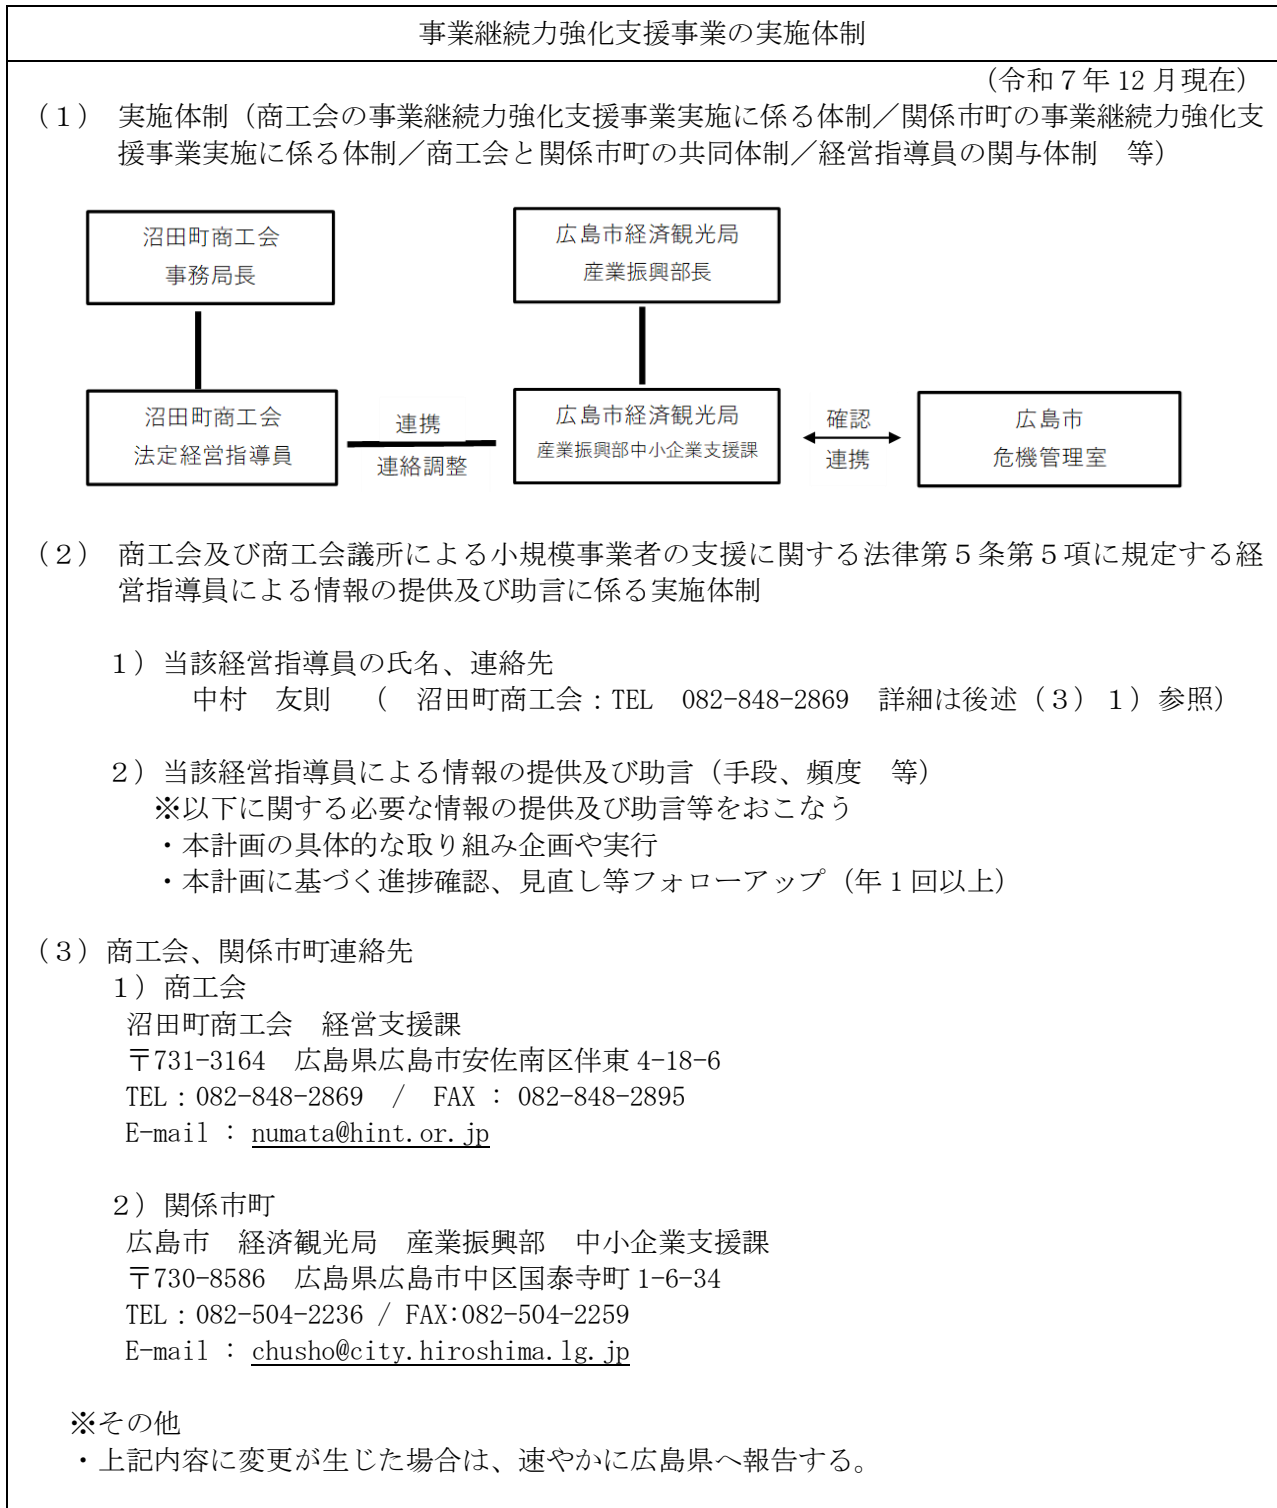 事業継続力強化支援事業の実施体制
（令和７年 12 月現在）
（１）　実施体制（商工会の事業継続力強化支援事業実施に係る体制／関係市町の事業継続力強化支
援事業実施に係る体制／商工会と関係市町の共同体制／経営指導員の関与体制　等）
沼田町商工会
事務局長
広島市経済観光局
産業振興部長
沼田町商工会
法定経営指導員
連携
連絡調整
広島市経済観光局
産業振興部中小企業支援課
確認
連携
広島市
危機管理室
（２）　商工会及び商工会議所による小規模事業者の支援に関する法律第５条第５項に規定する経
営指導員による情報の提供及び助言に係る実施体制
１）当該経営指導員の氏名、連絡先
中村　友則　（　沼田町商工会：TEL　082-848-2869　詳細は後述（３）１）参照）
２）当該経営指導員による情報の提供及び助言（手段、頻度　等）
※以下に関する必要な情報の提供及び助言等をおこなう
・本計画の具体的な取り組み企画や実行
・本計画に基づく進捗確認、見直し等フォローアップ（年１回以上）
（３）商工会、関係市町連絡先
１）商工会
沼田町商工会　経営支援課
〒731-3164　広島県広島市安佐南区伴東 4-18-6
TEL：082-848-2869　/　FAX ： 082-848-2895
E-mail ： numata@hint.or.jp
２）関係市町
広島市　経済観光局　産業振興部　中小企業支援課
〒730-8586　広島県広島市中区国泰寺町 1-6-34
TEL：082-504-2236 / FAX:082-504-2259
E-mail ： chusho@city.hiroshima.lg.jp
※その他
・上記内容に変更が生じた場合は、速やかに広島県へ報告する。